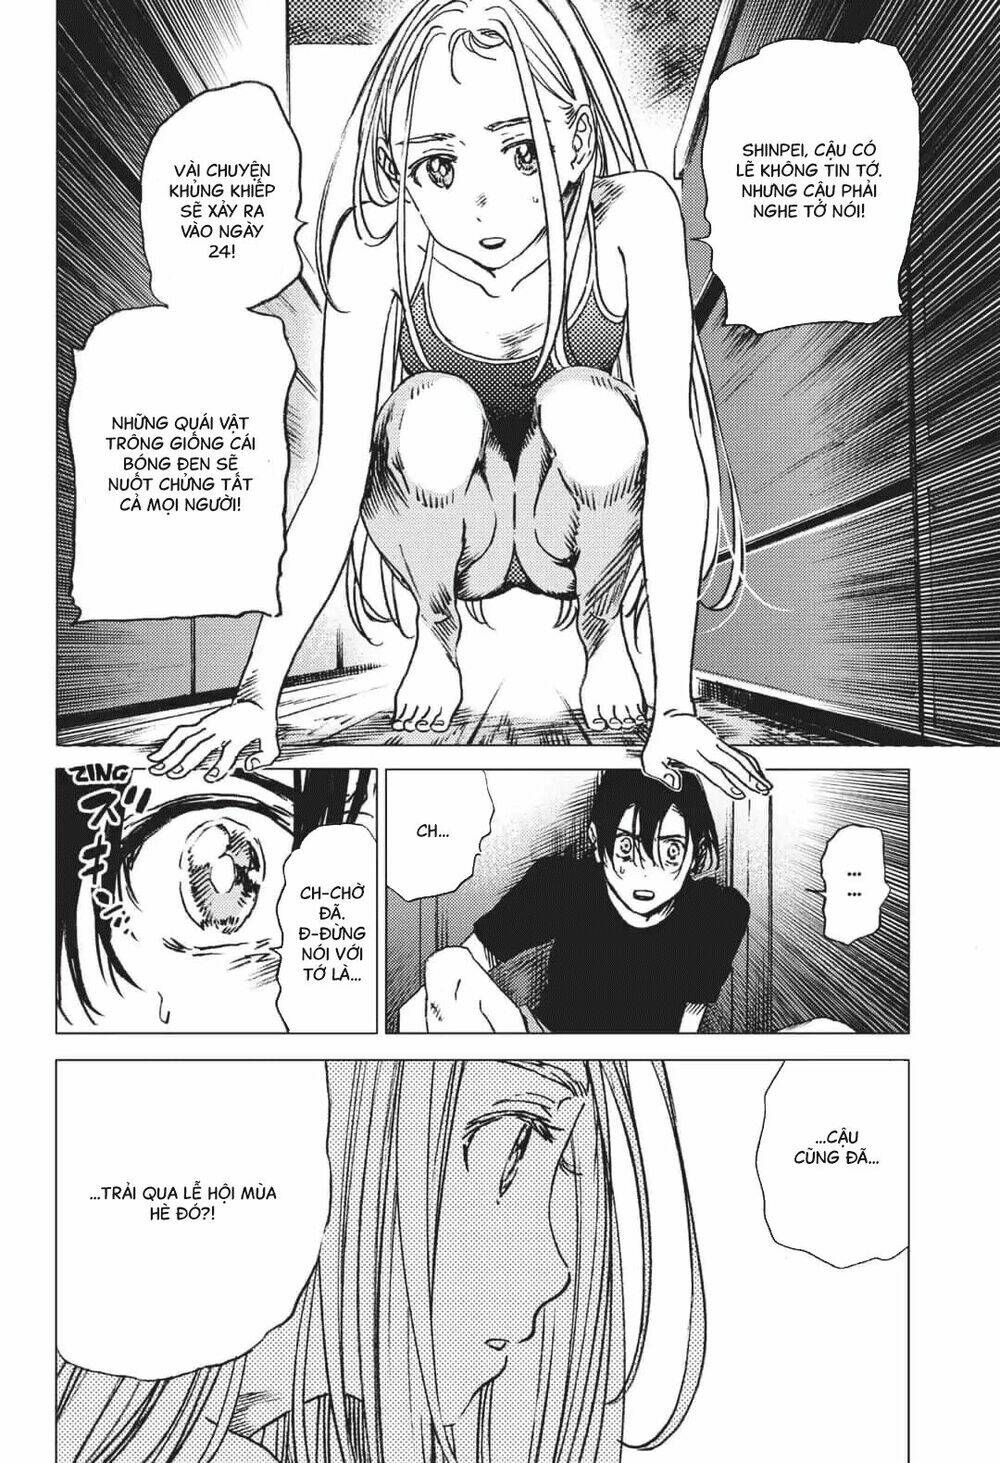 SHINPEI, CẬU CÓ
LẼ KHÔNG TIN TỚ.
NHƯNG CẬU PHẢI
NGHE TỚ NÓI!
VÀI CHUYỆN
KHỦNG KHIẾP
SẼ XẢY RA
VÀO NGÀY
24!
NHỮNG QUÁI VẬT
TRÔNG GIỐNG CÁI
BÓNG ĐEN SẼ
NUỐT CHỬNG TẤT
CẢ MỌI NGƯỜI!
...
...
CH...
CH-CHỜ
ĐÃ.
Đ-ĐỪNG
NÓI VỚI
TỚ LÀ...
ZING
ズキン
...CẬU
CŨNG ĐÃ...
...TRẢI QUA LỄ HỘI MÙA
HÈ ĐÓ?!